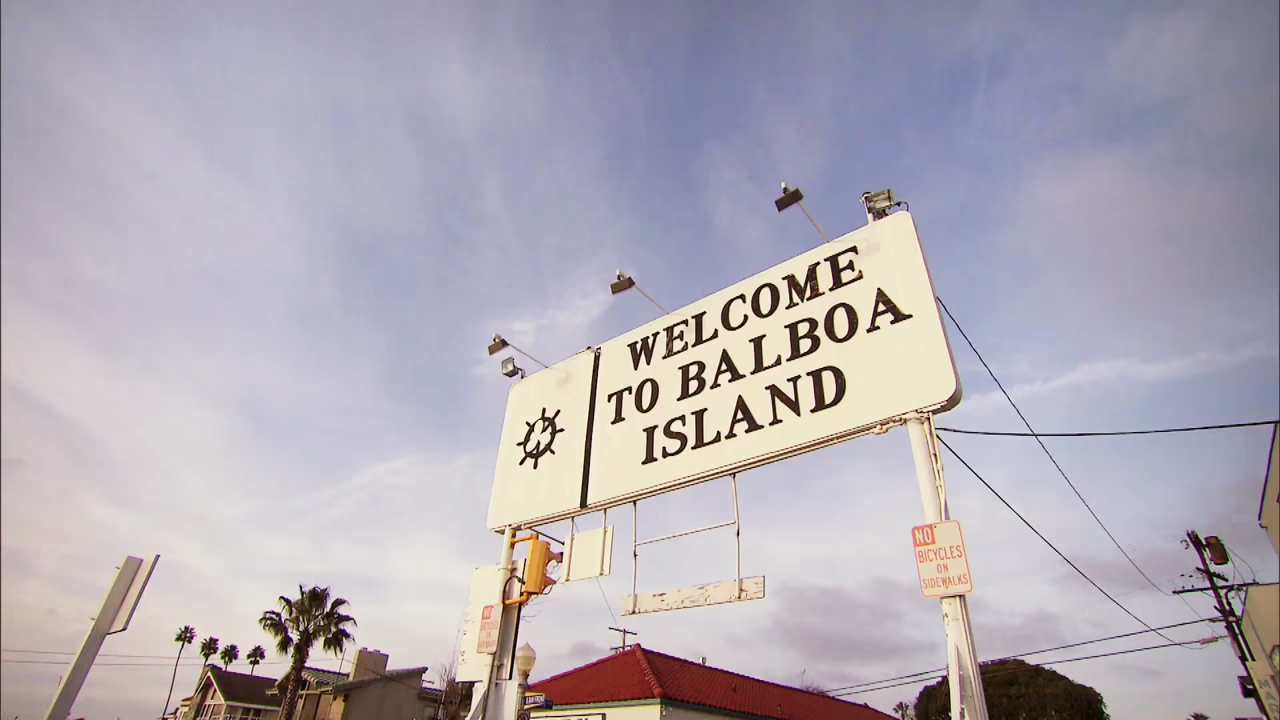 WELCOME
TO BALBOA
ISLAND
NO
BICYCLES
ON
SIDEWALKS